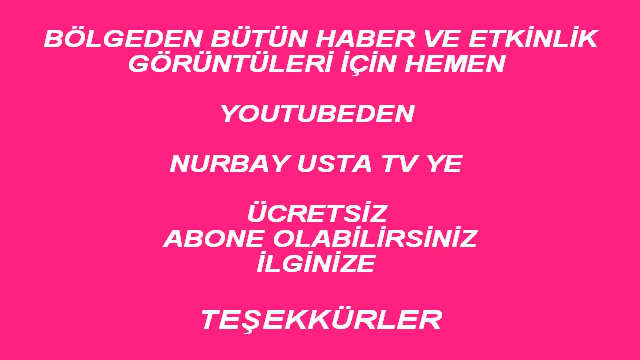 BÖLGEDEN BÜTÜN HABER VE ETKİNLİK
GÖRÜNTÜLERİ İÇİN HEMEN
YOUTUBEDEN
NURBAY USTA TV YE
ÜCRETSİZ
ABONE OLABİLİRSİNİZ
İLGİNİZE
TEŞEKKÜRLER